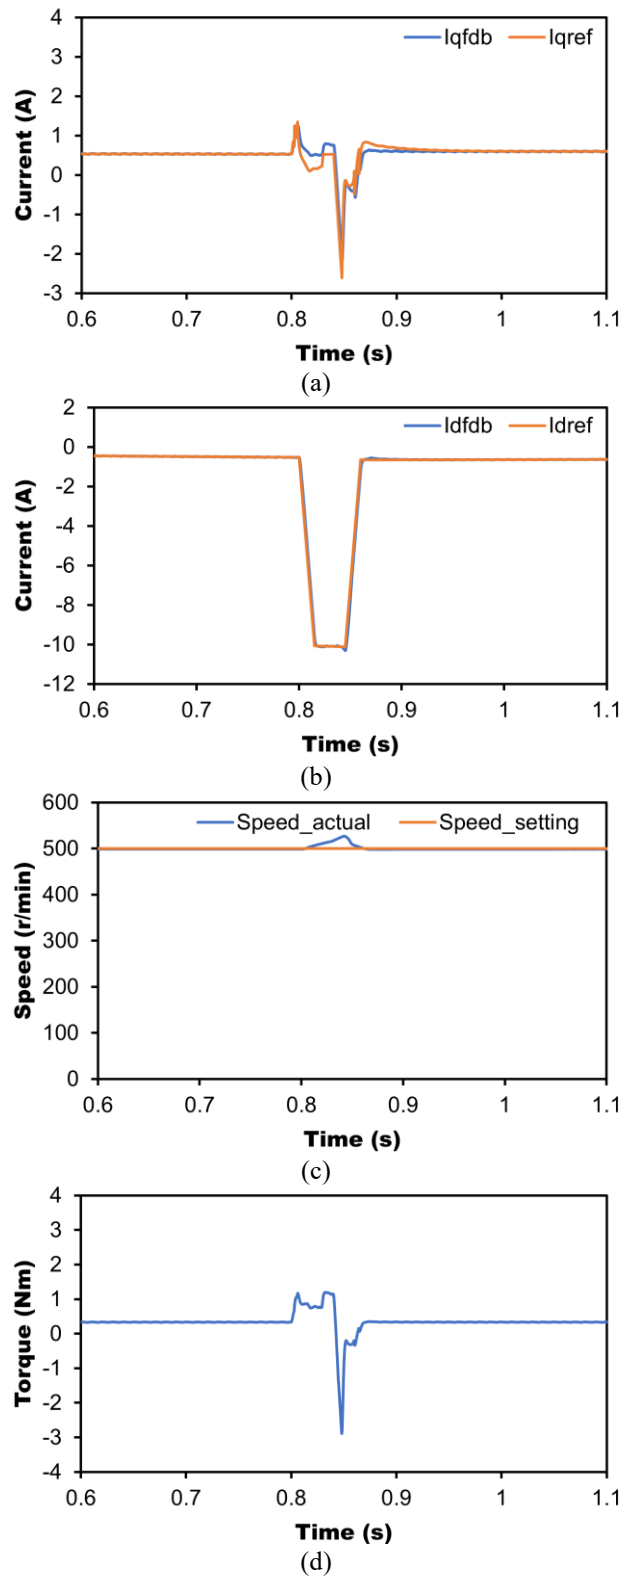 4
Iqfdb Iqref
3
2
1
0
-1
-2
-3
0.6 0.7 0.8 0.9 1 1.1
Current (A)
Time (s)
(a)
2
Idfdb Idref
0
-2
-4
-6
-8
-10
-12
0.6 0.7 0.8 0.9 1 1.1
Current (A)
Time (s)
(b)
600
Speed_actual Speed_setting
500
400
300
200
100
0
0.6 0.7 0.8 0.9 1 1.1
Speed (r/min)
Time (s)
(c)
4
3
2
1
0
-1
-2
-3
-4
0.6 0.7 0.8 0.9 1 1.1
Torque (Nm)
Time (s)
(d)